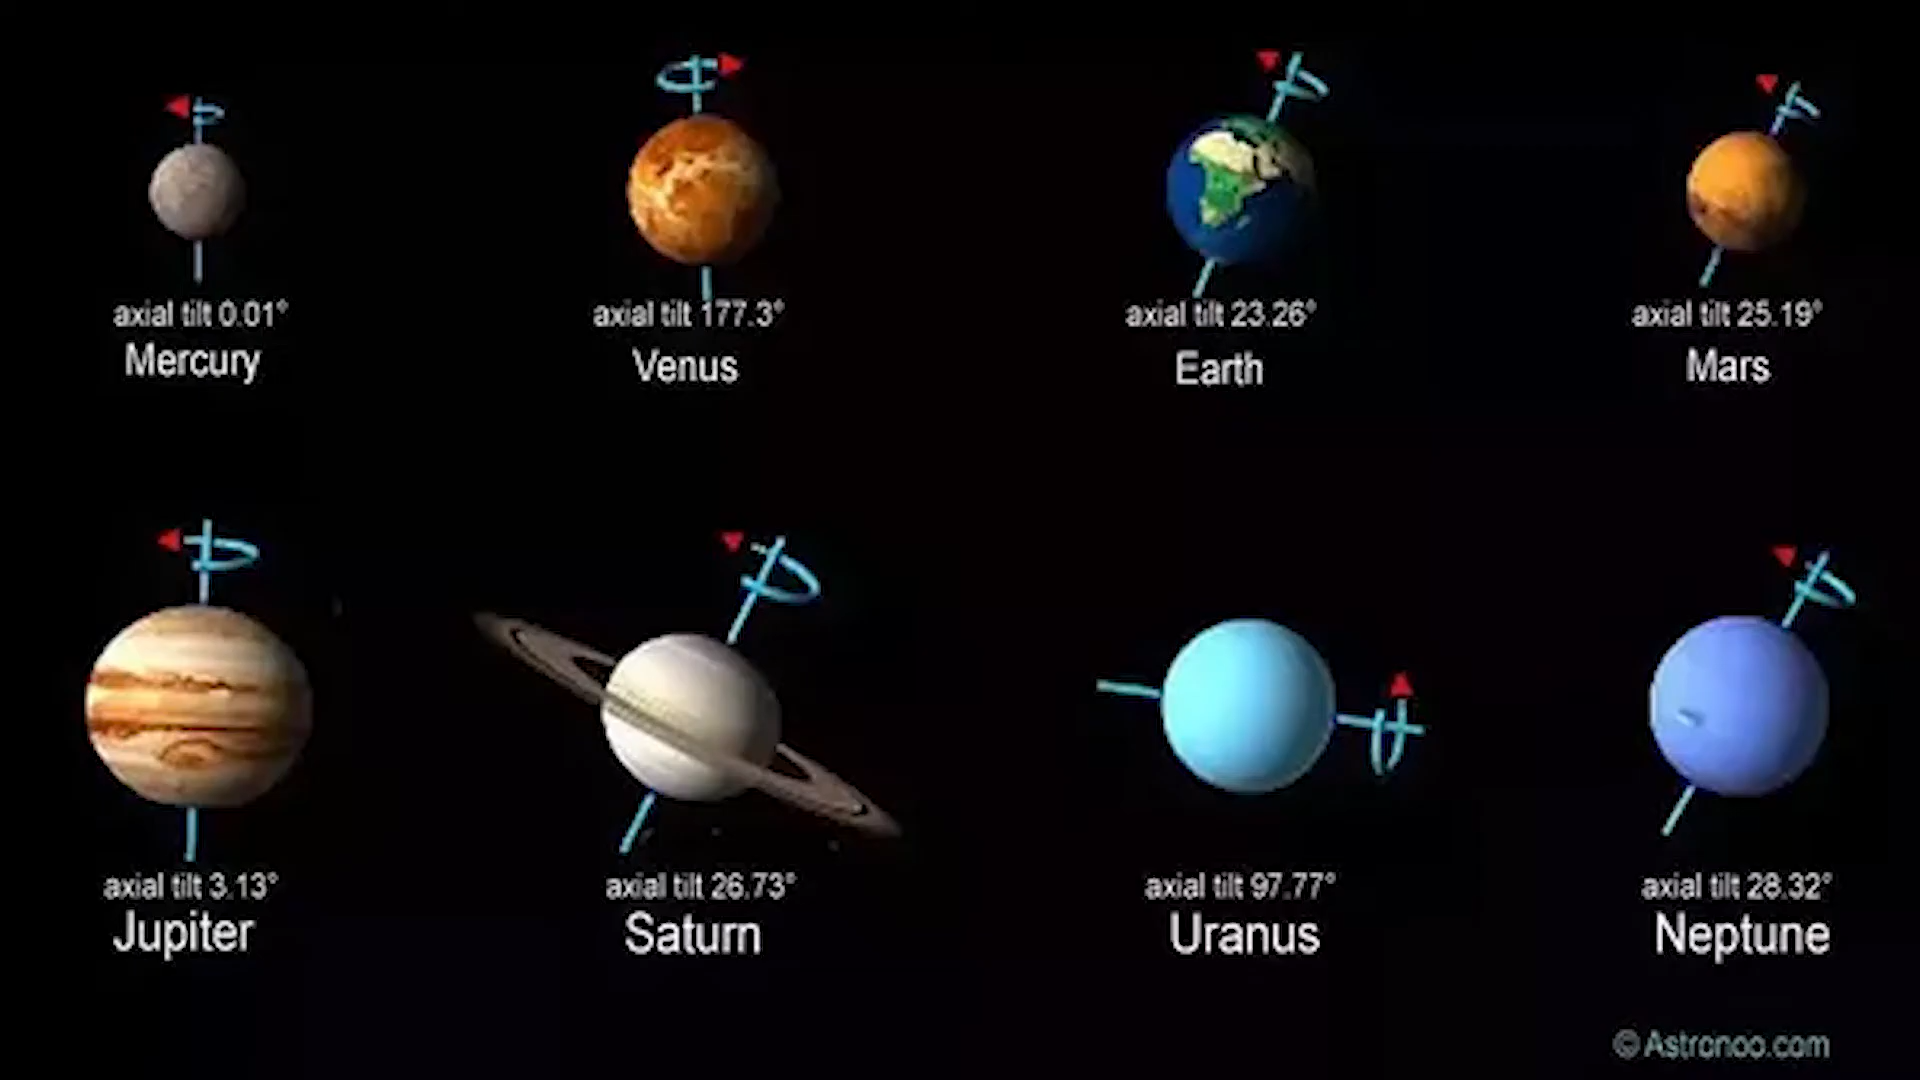 axial tilt 0.01°
Mercury
axial tilt 177.3°
Venus
axial tilt 23.26°
Earth
axial tilt 25.19°
Mars
axial tilt 3.13°
Jupiter
axial tilt 26.73°
Saturn
axial tilt 97.77°
Uranus
axial tilt 28.32°
Neptune
© Astronoo.com